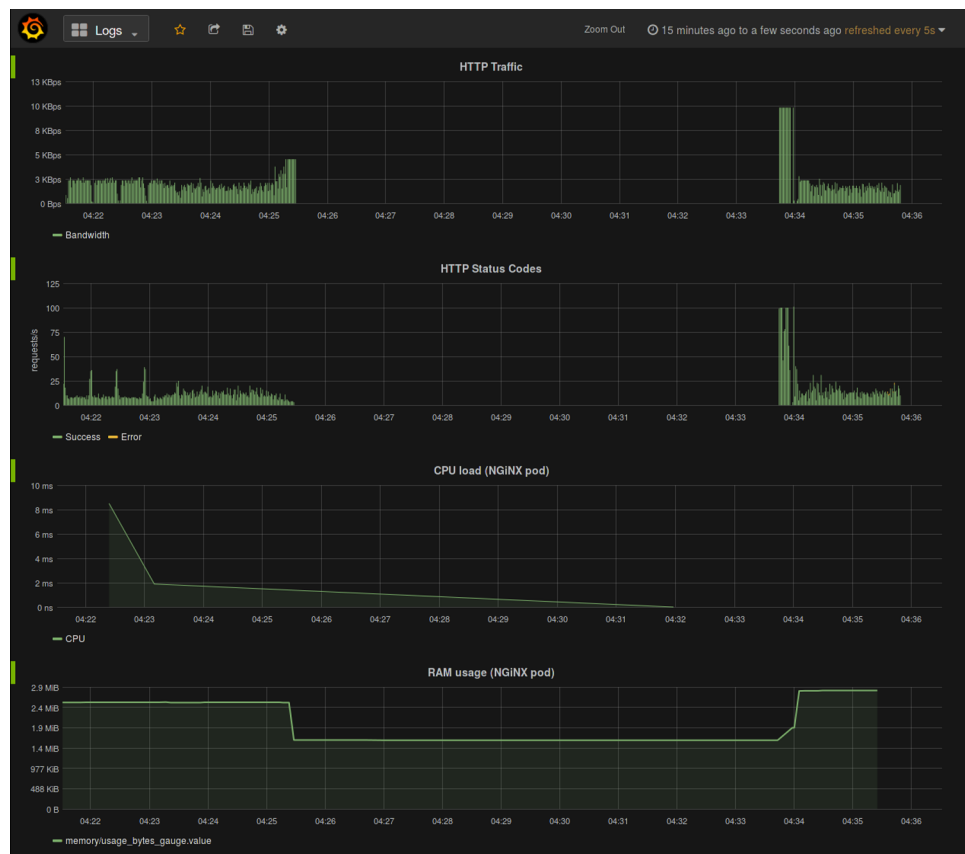 Logs
Zoom Out 15 minutes ago to a few seconds ago refreshed every 5s
HTTP Traffic
13 KBps
10 KBps
8 KBps
5 KBps
3 KBps
0 Bps
04:22 04:23 04:24 04:25 04:26 04:27 04:28 04:29 04:30 04:31 04:32 04:33 04:34 04:35 04:36
Bandwidth
HTTP Status Codes
requests/s
125
100
75
50
25
0
04:22 04:23 04:24 04:25 04:26 04:27 04:28 04:29 04:30 04:31 04:32 04:33 04:34 04:35 04:36
Success Error
CPU load (NGiNX pod)
10 ms
8 ms
6 ms
4 ms
2 ms
0 ns
04:22 04:23 04:24 04:25 04:26 04:27 04:28 04:29 04:30 04:31 04:32 04:33 04:34 04:35 04:36
CPU
RAM usage (NGiNX pod)
2.9 MiB
2.4 MiB
1.9 MiB
1.4 MiB
977 KiB
488 KiB
0 B
04:22 04:23 04:24 04:25 04:26 04:27 04:28 04:29 04:30 04:31 04:32 04:33 04:34 04:35 04:36
memory/usage_bytes_gauge.value